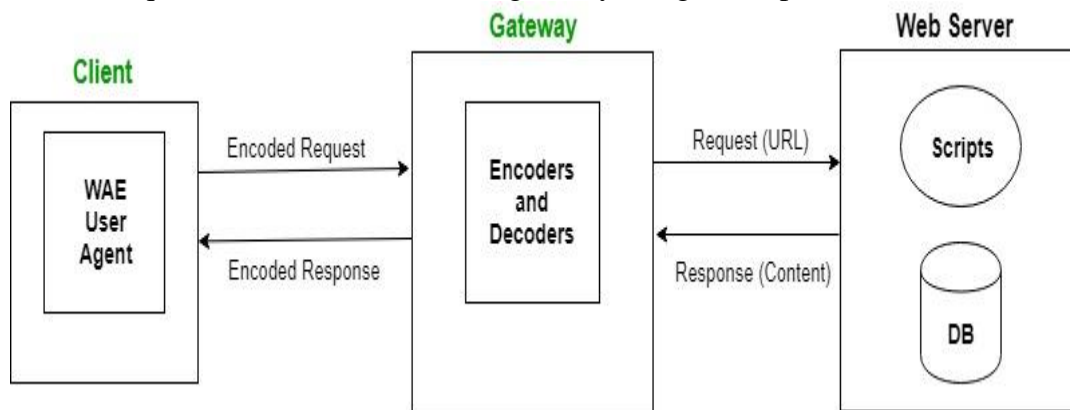 Client
WAE
User
Agent
Encoded Request
Encoded Response
Gateway
Encoders
and
Decoders
Request (URL)
Response (Content)
Web Server
Scripts
DB